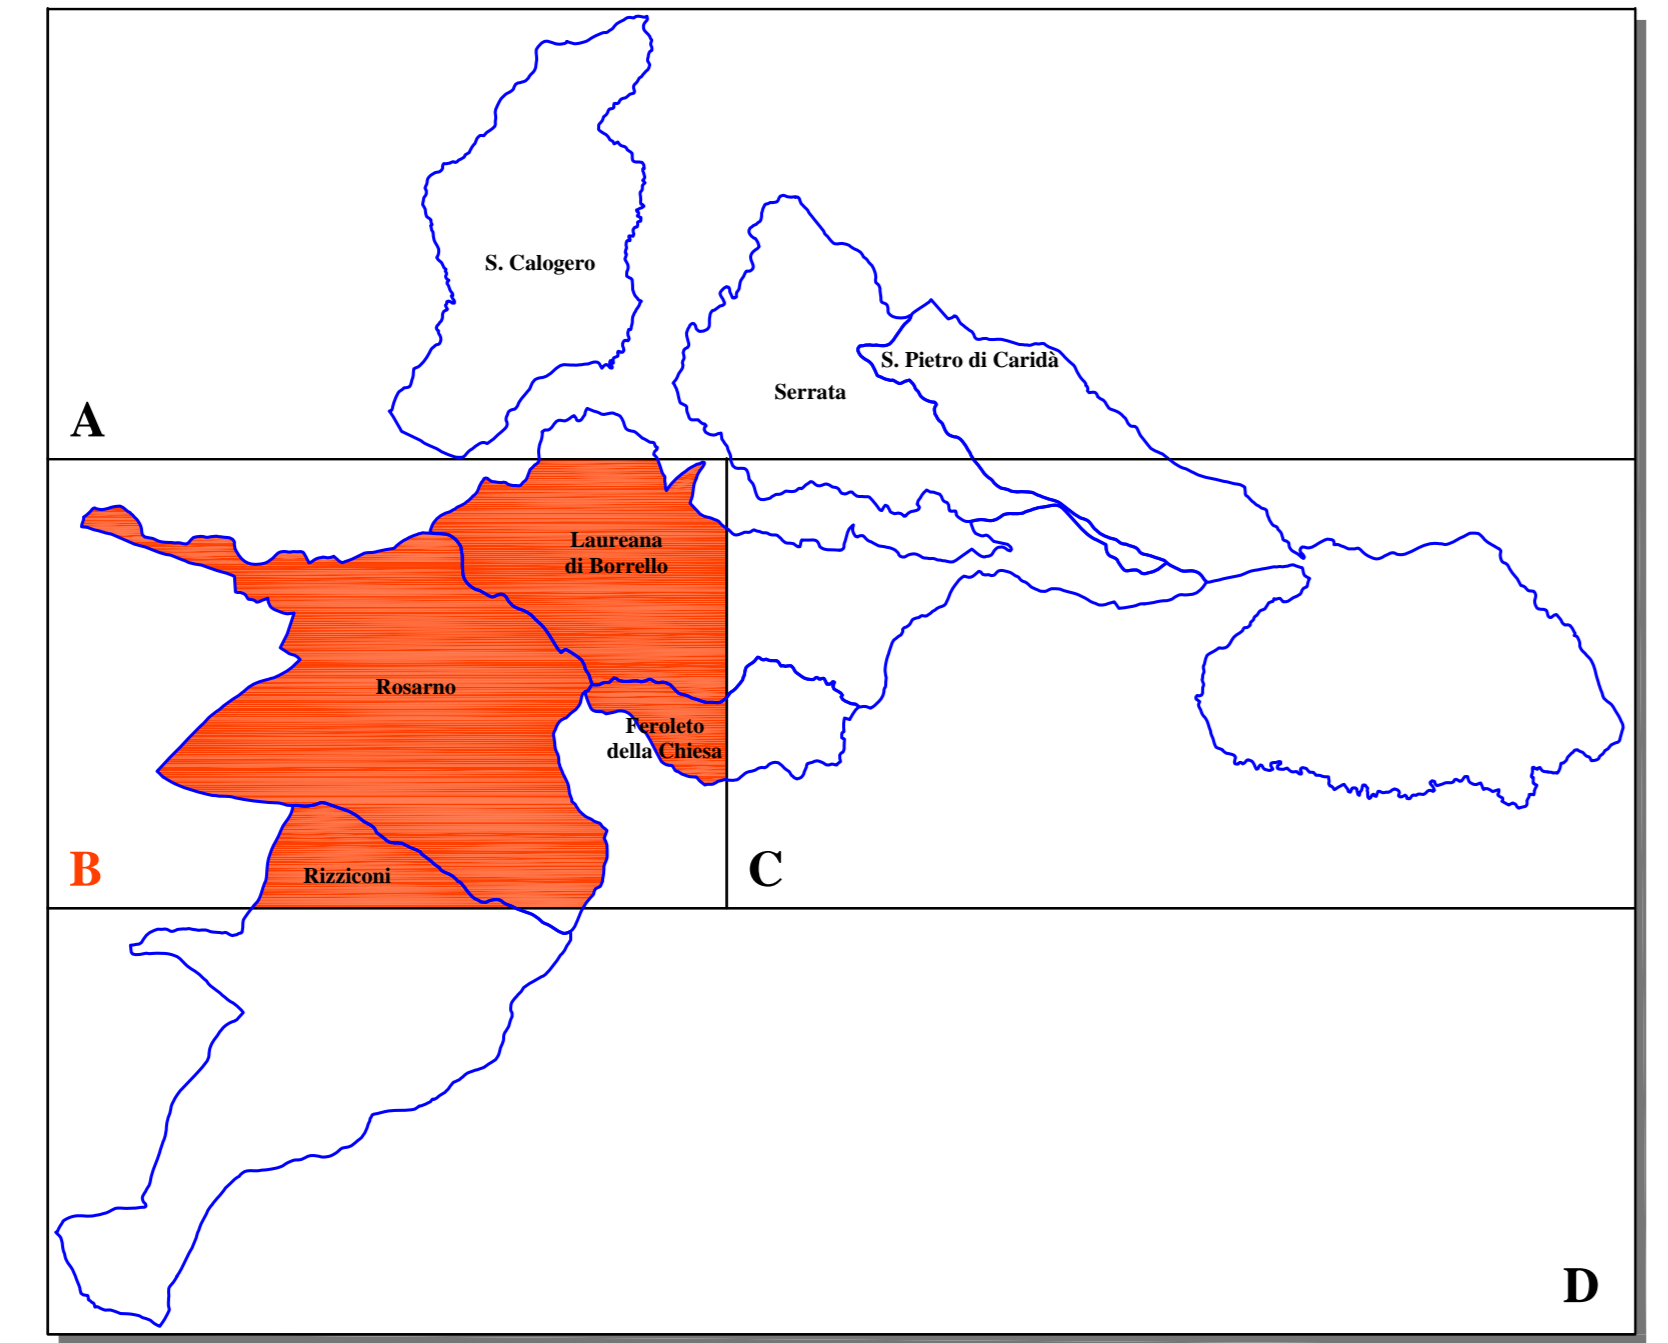 S. Calogero
S. Pietro di Caridà
Serrata
A
Laureana
di Borrello
Rosarno
Feroleto
della Chiesa
B
Rizziconi
C
D